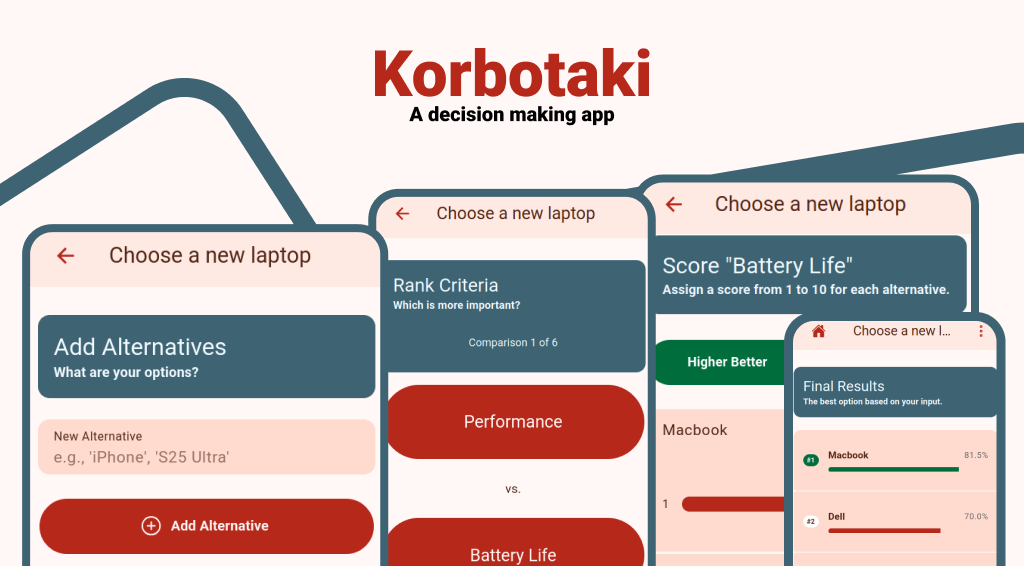 Korbotaki
A decision making app
Choose a new laptop
Add Alternatives
What are your options?
New Alternative
e.g., 'iPhone', 'S25 Ultra'
Add Alternative
Choose a new laptop
Rank Criteria
Which is more important?
Comparison 1 of 6
Performance
vs.
Battery Life
Choose a new laptop
Score "Battery Life"
Assign a score from 1 to 10 for each alternative.
Higher Better
Macbook
1
Choose a new l...
Final Results
The best option based on your input.
#1 Macbook 81.5%
#2 Dell 70.0%